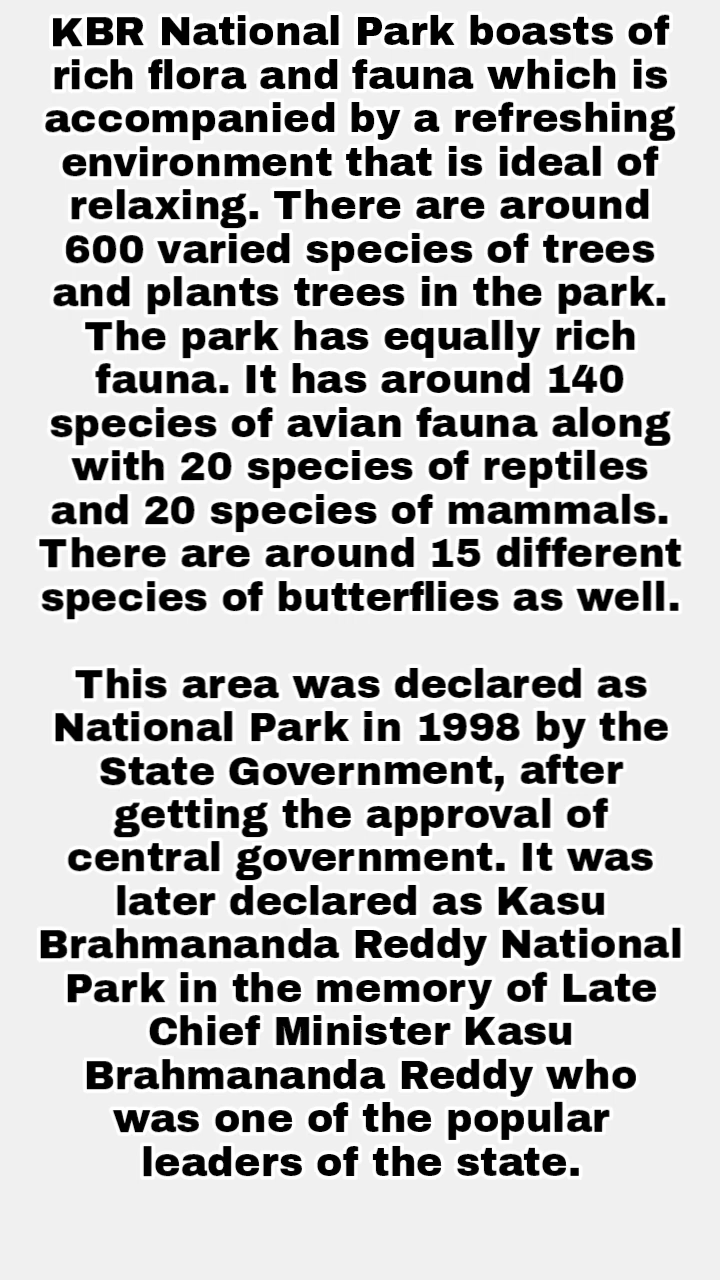 KBR National Park boasts of
rich flora and fauna which is
accompanied by a refreshing
environment that is ideal of
relaxing. There are around
600 varied species of trees
and plants trees in the park.
The park has equally rich
fauna. It has around 140
species of avian fauna along
with 20 species of reptiles
and 20 species of mammals.
There are around 15 different
species of butterflies as well.

This area was declared as
National Park in 1998 by the
State Government, after
getting the approval of
central government. It was
later declared as Kasu
Brahmananda Reddy National
Park in the memory of Late
Chief Minister Kasu
Brahmananda Reddy who
was one of the popular
leaders of the state.